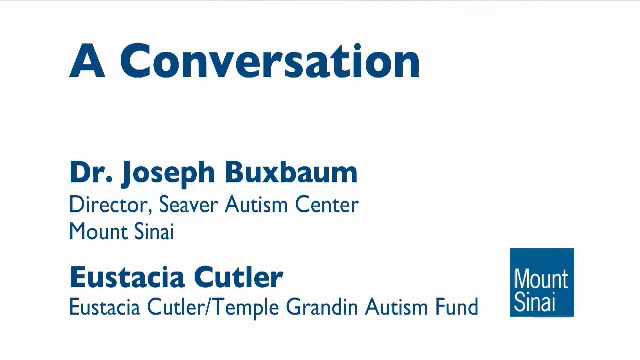 A Conversation
Dr. Joseph Buxbaum
Director, Seaver Autism Center
Mount Sinai
Eustacia Cutler
Eustacia Cutler/Temple Grandin Autism Fund
Mount
Sinai